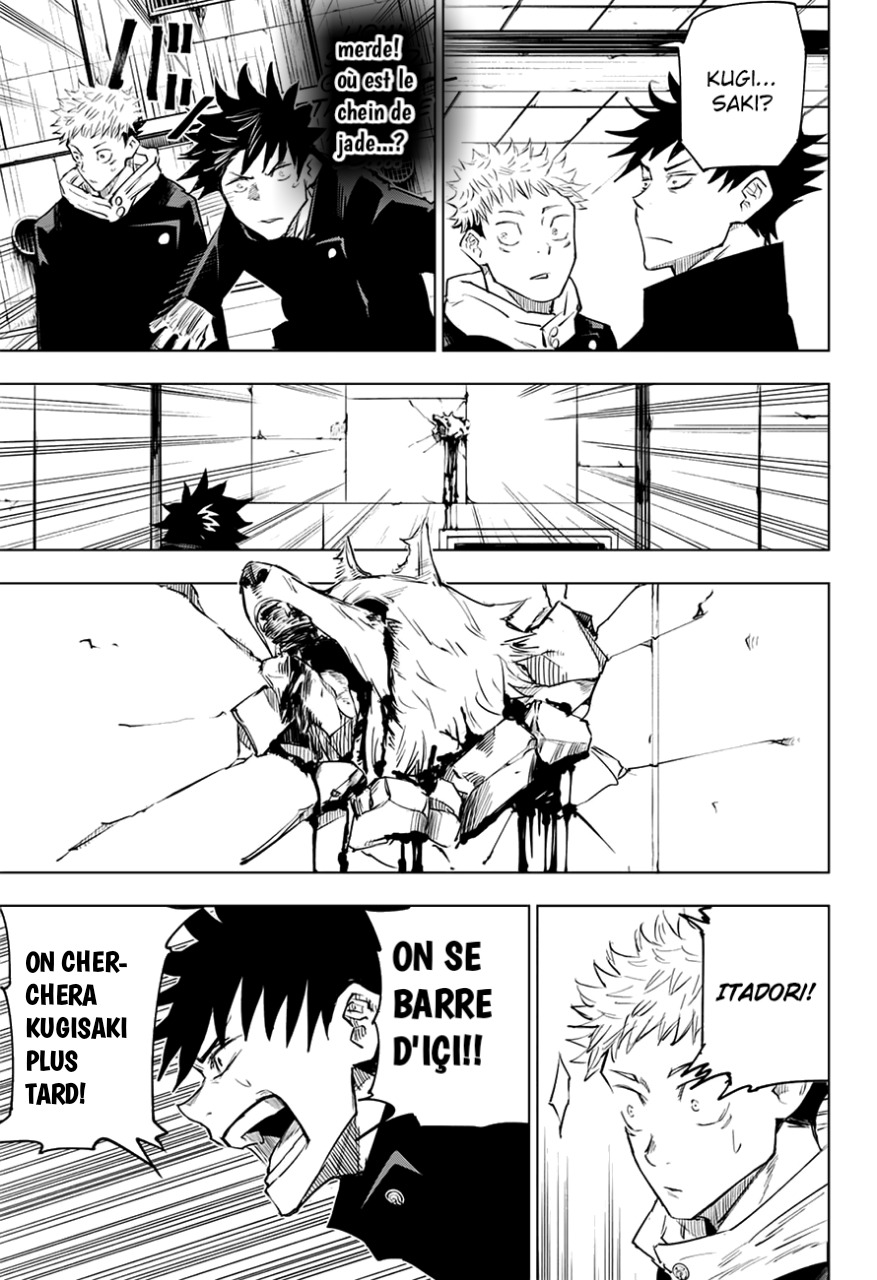 KUGI...
SAKI?
merde!
où est le
chein de
jade...?
ITADORI!
ON SE
BARRE
D'IÇI!!
ON CHER-
CHERA
KUGISAKI
PLUS
TARD!